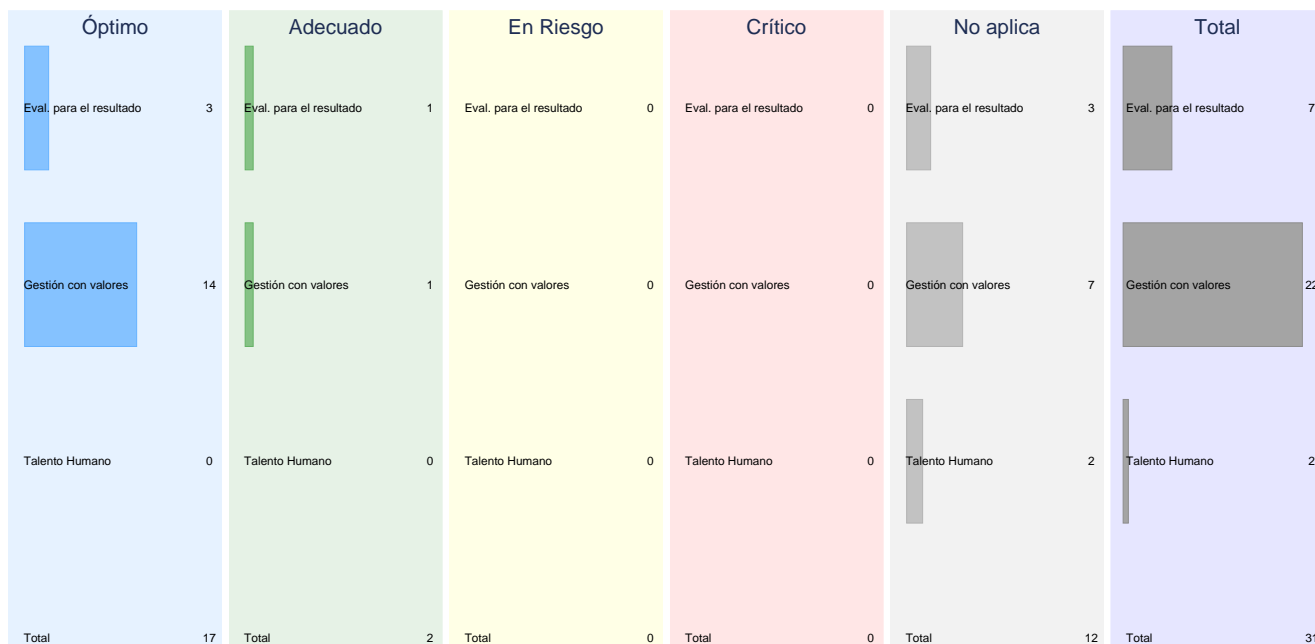 Óptimo Adecuado En Riesgo Crítico No aplica Total
Eval. para el resultado 3 Eval. para el resultado 1 Eval. para el resultado 0 Eval. para el resultado 0 Eval. para el resultado 3 Eval. para el resultado 7
Gestión con valores 14 Gestión con valores 1 Gestión con valores 0 Gestión con valores 0 Gestión con valores 7 Gestión con valores 22
Talento Humano 0 Talento Humano 0 Talento Humano 0 Talento Humano 0 Talento Humano 2 Talento Humano 2
Total 17 Total 2 Total 0 Total 0 Total 12 Total 31